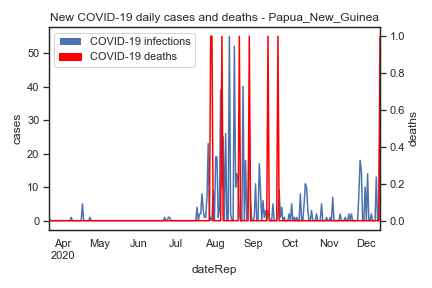 New COVID-19 daily cases and deaths - Papua_New_Guinea
COVID-19 infections
COVID-19 deaths
50
40
30
20
10
0
cases
1.0
0.8
0.6
0.4
0.2
0.0
deaths
Apr May Jun Jul Aug Sep Oct Nov Dec
2020
dateRep